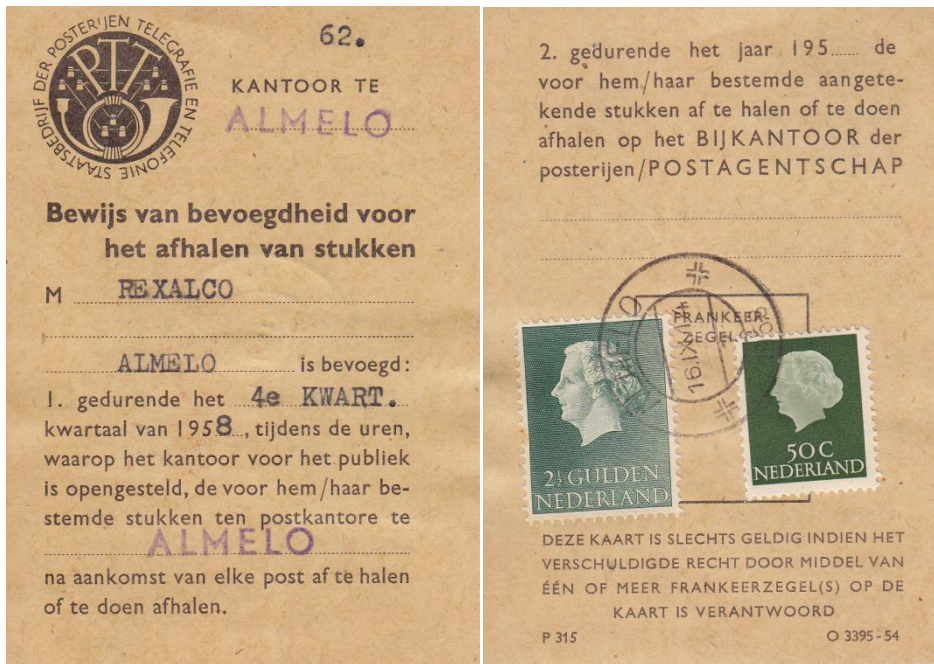 STAATSBEDRIJF DER POSTERIJEN TELEGRAFIE EN TELEFONIE
PTT
62.
KANTOOR TE
ALMELO
Bewijs van bevoegdheid voor
het afhalen van stukken
M REXALCO
ALMELO is bevoegd:
1. gedurende het 4e KWART.
kwartaal van 1958, tijdens de uren,
waarop het kantoor voor het publiek
is opengesteld, de voor hem/haar be-
stemde stukken ten postkantore te
ALMELO
na aankomst van elke post af te halen
of te doen afhalen.
2. gedurende het jaar 195...... de
voor hem/haar bestemde aangete-
kende stukken af te halen of te doen
afhalen op het BIJKANTOOR der
posterijen/POSTAGENTSCHAP
FRANKEER-
ZEGEL
2½ GULDEN
NEDERLAND
50 C
NEDERLAND
DEZE KAART IS SLECHTS GELDIG INDIEN HET
VERSCHULDIGDE RECHT DOOR MIDDEL VAN
ÉÉN OF MEER FRANKEERZEGEL(S) OP DE
KAART IS VERANTWOORD
P 315 O 3395-54